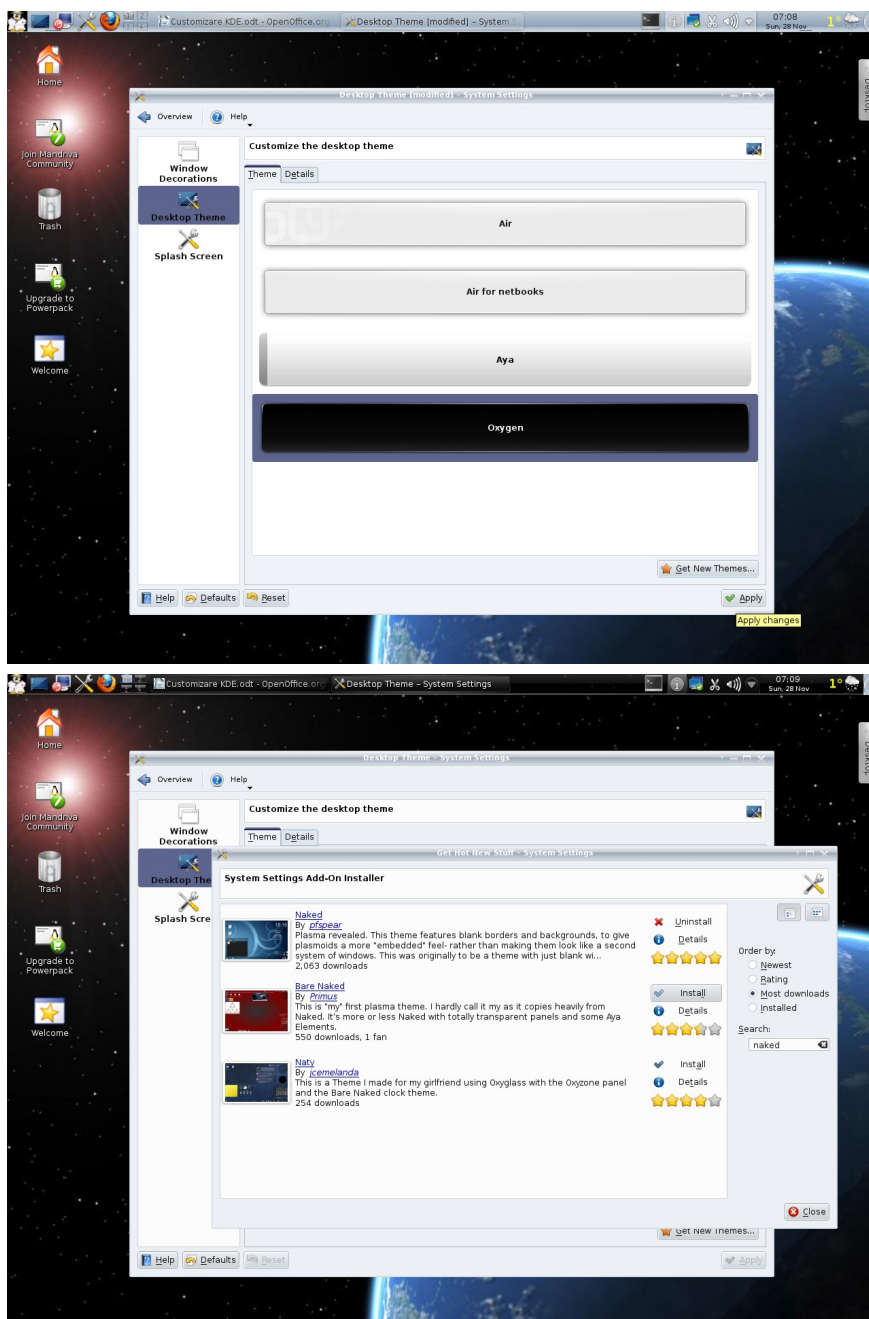 Customizare KDE.odt - OpenOffice.org
Desktop Theme [modified] – System S
07:08
Sun, 28 Nov
1°
Home
Join Mandriva
Community
Trash
Upgrade to
Powerpack
Welcome
Desktop Theme [modified] – System Settings
Overview
Help
Window
Decorations
Desktop Theme
Splash Screen
Customize the desktop theme
Theme
Details
Air
Air for netbooks
Aya
Oxygen
Get New Themes...
Help
Defaults
Reset
Apply
Apply changes
Customizare KDE.odt - OpenOffice.org
Desktop Theme – System Settings
07:09
Sun, 28 Nov
1°
Home
Join Mandriva
Community
Trash
Upgrade to
Powerpack
Welcome
Desktop Theme – System Settings
Overview
Help
Window
Decorations
Desktop The
Splash Scre
Customize the desktop theme
Theme
Details
Get Hot New Stuff – System Settings
System Settings Add-On Installer
Naked
By pfspear
Plasma revealed. This theme features blank borders and backgrounds, to give
plasmoids a more "embedded" feel- rather than making them look like a second
system of windows. This was originally to be a theme with just blank wi...
2,063 downloads
Uninstall
Details
Bare Naked
By Primus
This is "my" first plasma theme. I hardly call it my as it copies heavily from
Naked. It's more or less Naked with totally transparent panels and some Aya
Elements.
550 downloads, 1 fan
Install
Details
Naty
By jcemelanda
This is a Theme I made for my girlfriend using Oxyglass with the Oxyzone panel
and the Bare Naked clock theme.
254 downloads
Install
Details
Order by:
Newest
Rating
Most downloads
Installed
Search:
naked
Close
Get New Themes...
Help
Defaults
Reset
Apply